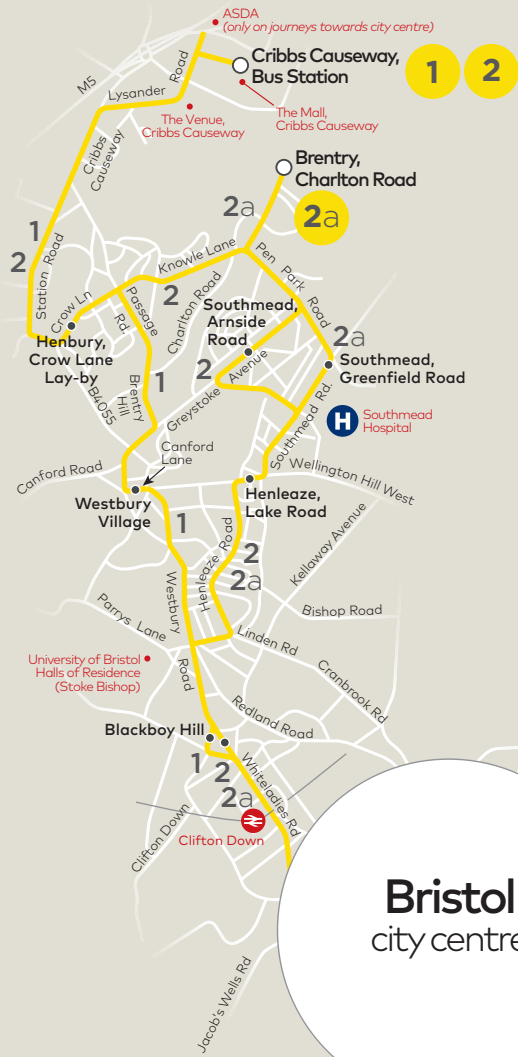 ASDA
(only on journeys towards city centre)
Cribbs Causeway,
Bus Station
1
2
M5
Lysander
Road
The Venue,
Cribbs Causeway
The Mall,
Cribbs Causeway
Cribbs
Causeway
Brentry,
Charlton Road
2a
2a
1
2
Station Road
Knowle Lane
2
Pen Park Road
Crow Ln
Passage
Rd
Charlton Road
Southmead,
Arnside
Road
2a
Henbury,
Crow Lane
Lay-by
Southmead,
Greenfield Road
2
1
Brentry
Hill
B4055
Greystoke Avenue
Southmead Rd.
H
Southmead
Hospital
Canford
Lane
Canford Road
Wellington Hill West
Westbury
Village
Henleaze,
Lake Road
1
Henleaze Road
2
2a
Kellaway Avenue
Westbury
Road
Parrys Lane
Bishop Road
Linden Rd
University of Bristol
Halls of Residence
(Stoke Bishop)
Cranbrook Rd
Redland Road
Blackboy Hill
1
2
2a
Whiteladies Rd
Clifton Down
Clifton Down
Bristol
city centre
Jacob's Wells Rd